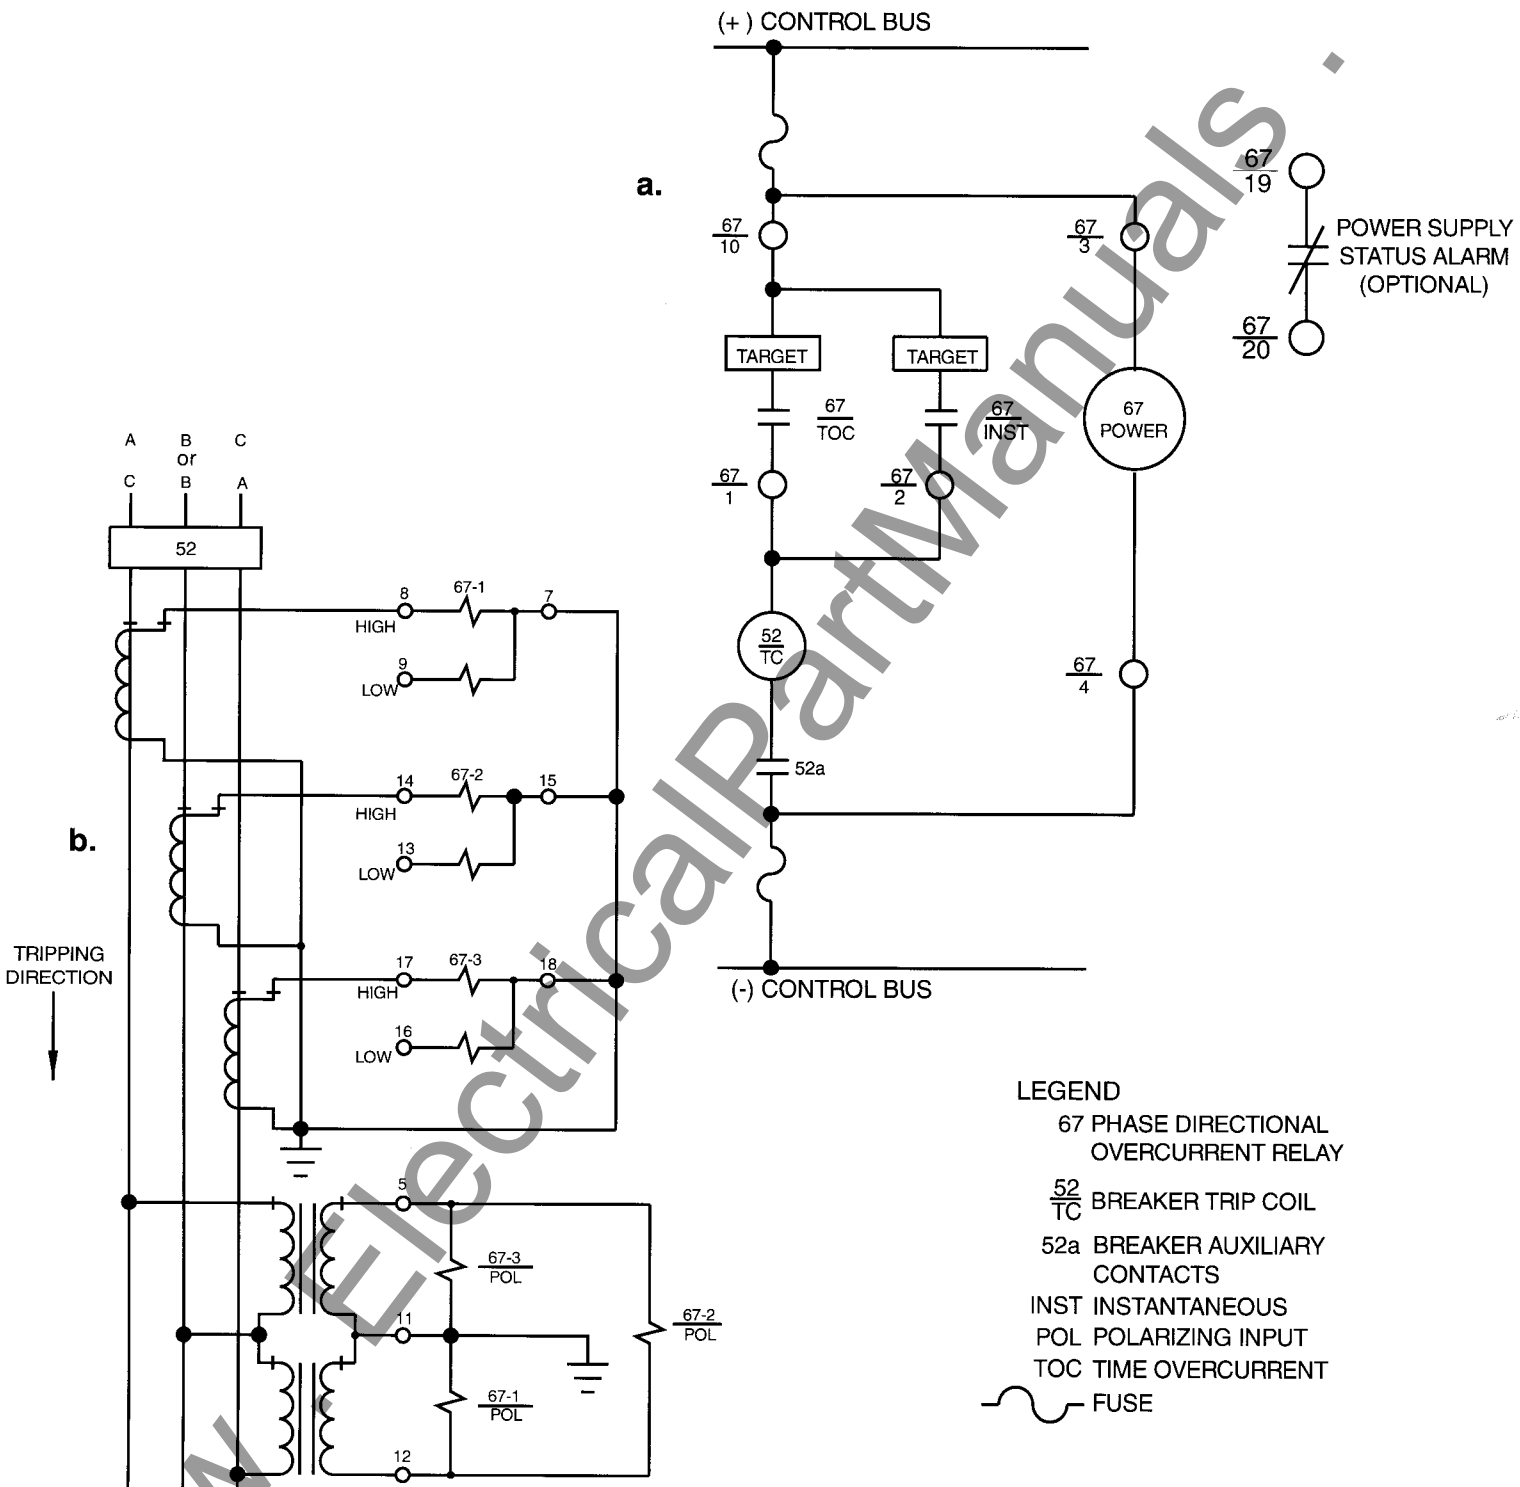 (+ ) CONTROL BUS
a.
67
10
67
3
67
19
POWER SUPPLY
STATUS ALARM
(OPTIONAL)
67
20
TARGET
TARGET
67
TOC
67
INST
67
POWER
67
1
67
2
52
TC
67
4
52a
(-) CONTROL BUS
A B C
or
C B A
52
8
67-1
7
HIGH
9
LOW
14
67-2
15
HIGH
13
LOW
b.
TRIPPING
DIRECTION
17
67-3
18
HIGH
16
LOW
5
67-3
POL
11
67-2
POL
67-1
POL
12
LEGEND
67 PHASE DIRECTIONAL
OVERCURRENT RELAY
52
TC BREAKER TRIP COIL
52a BREAKER AUXILIARY
CONTACTS
INST INSTANTANEOUS
POL POLARIZING INPUT
TOC TIME OVERCURRENT
FUSE
w . ElectricalPartManuals .